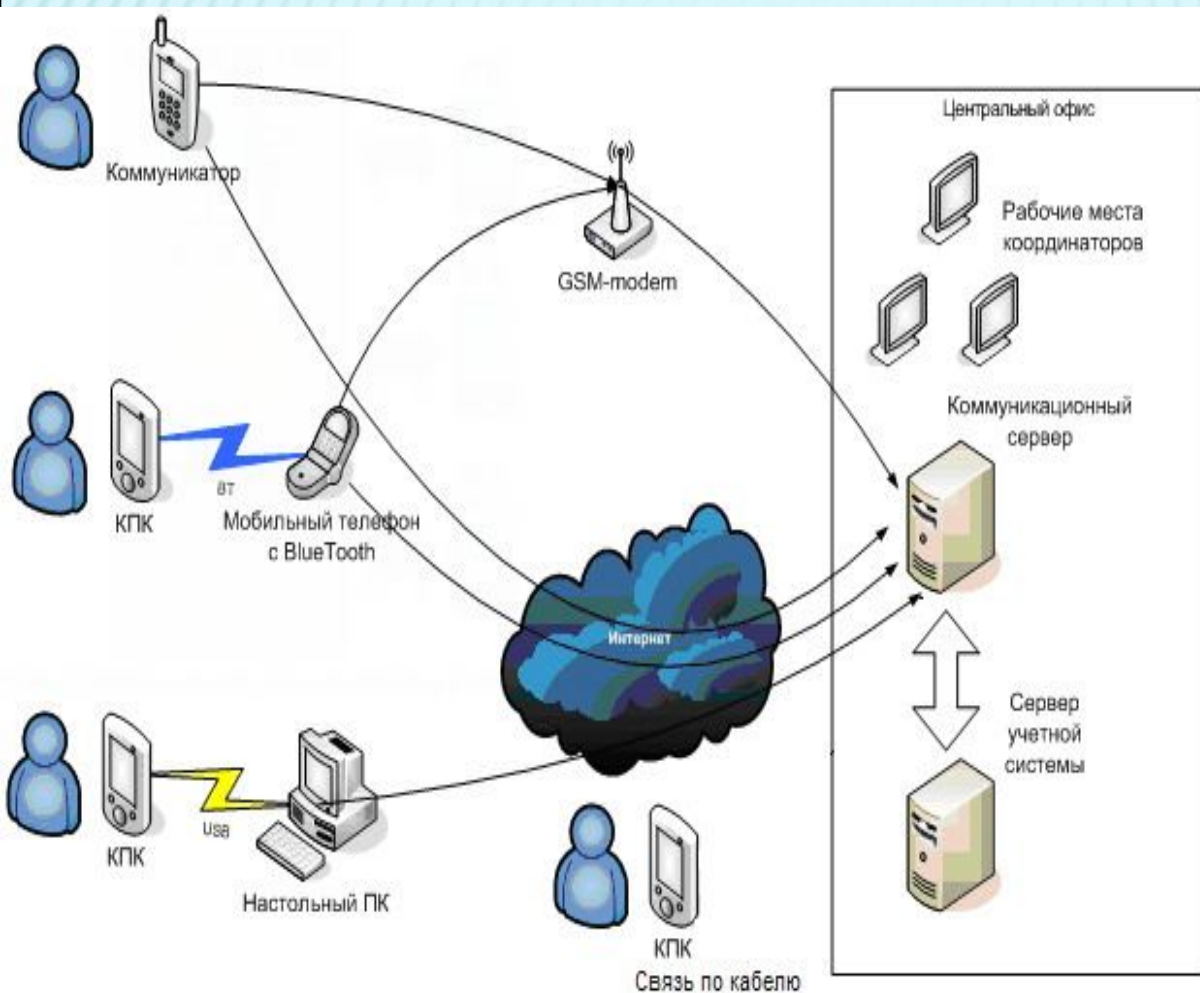 Центральный офис
Коммуникатор
Рабочие места
координаторов
GSM-modem
Коммуникационный
сервер
КПК
BT
Мобильный телефон
с BlueTooth
Интернет
Сервер
учетной
системы
КПК
USB
Настольный ПК
КПК
Связь по кабелю